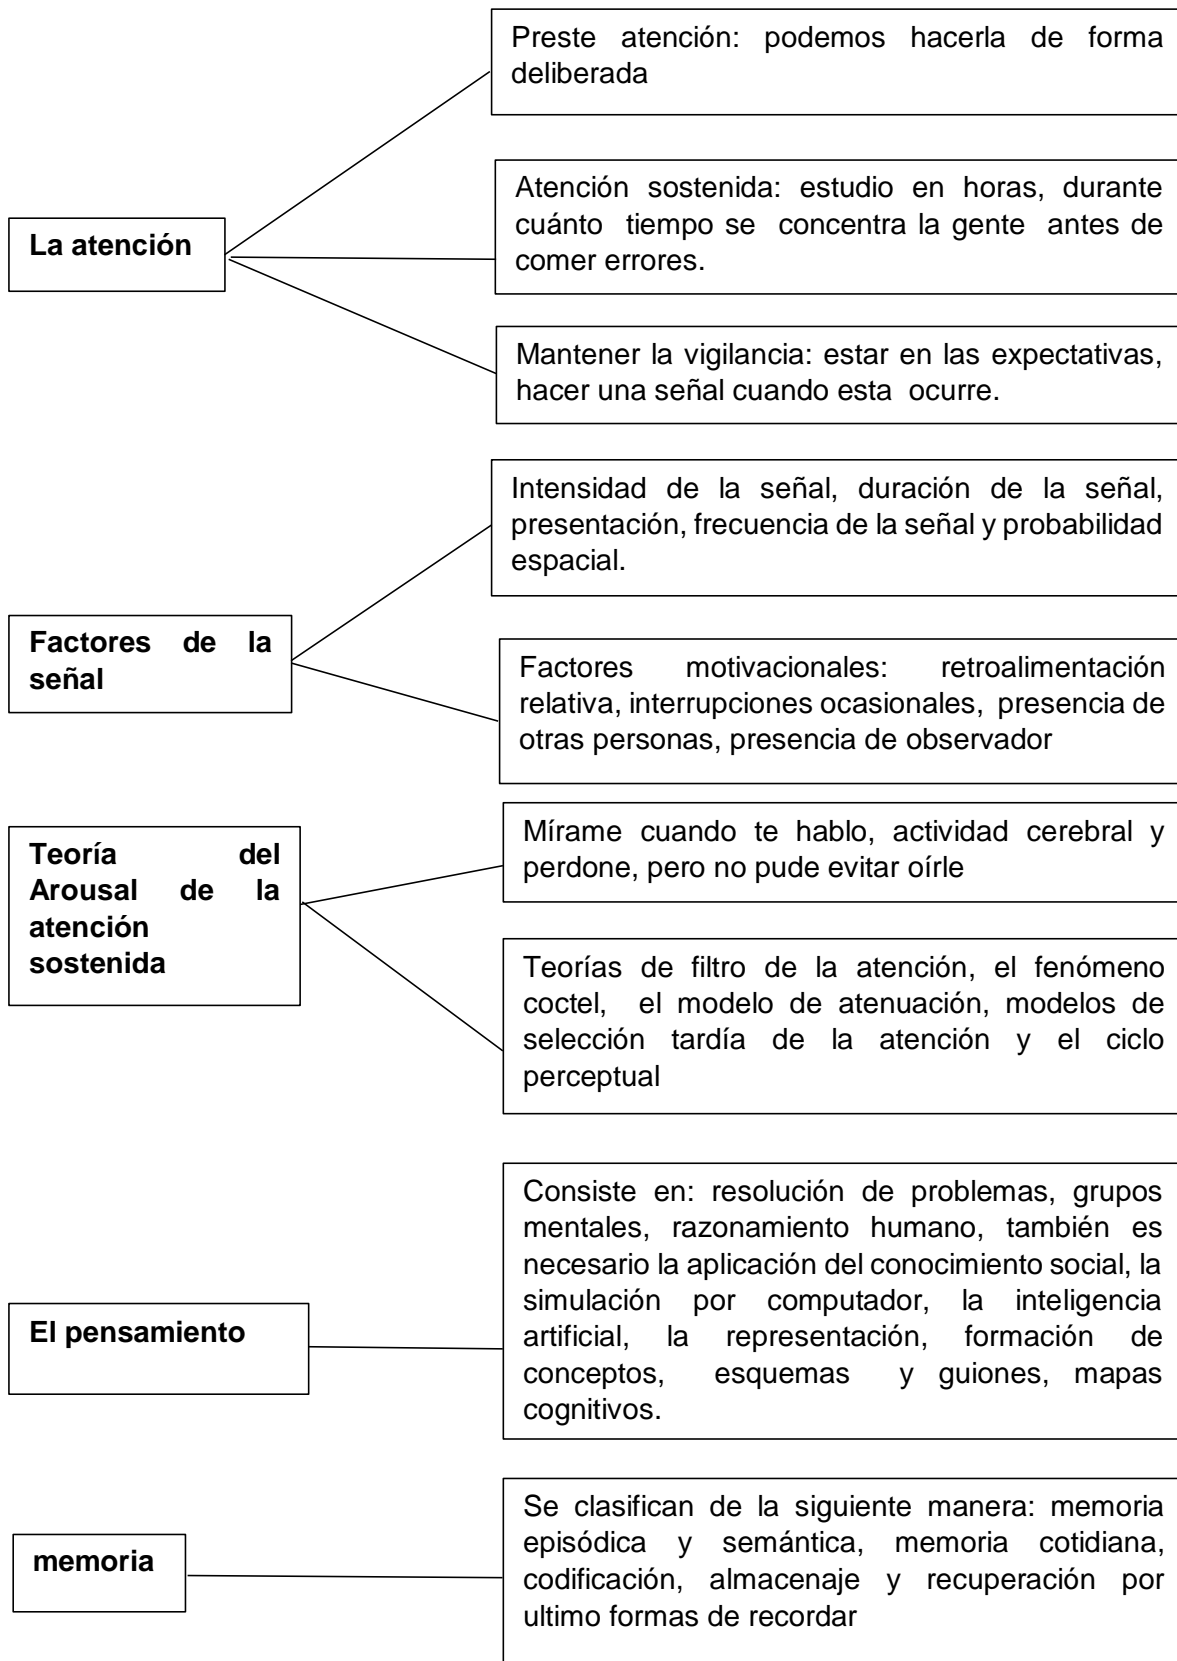 Preste atención: podemos hacerla de forma
deliberada
Atención sostenida: estudio en horas, durante
cuánto tiempo se concentra la gente antes de
comer errores.
La atención
Mantener la vigilancia: estar en las expectativas,
hacer una señal cuando esta ocurre.
Intensidad de la señal, duración de la señal,
presentación, frecuencia de la señal y probabilidad
espacial.
Factores de la
señal
Factores motivacionales: retroalimentación
relativa, interrupciones ocasionales, presencia de
otras personas, presencia de observador
Teoría del
Arousal de la
atención
sostenida
Mírame cuando te hablo, actividad cerebral y
perdone, pero no pude evitar oírle
Teorías de filtro de la atención, el fenómeno
coctel, el modelo de atenuación, modelos de
selección tardía de la atención y el ciclo
perceptual
El pensamiento
Consiste en: resolución de problemas, grupos
mentales, razonamiento humano, también es
necesario la aplicación del conocimiento social, la
simulación por computador, la inteligencia
artificial, la representación, formación de
conceptos, esquemas y guiones, mapas
cognitivos.
memoria
Se clasifican de la siguiente manera: memoria
episódica y semántica, memoria cotidiana,
codificación, almacenaje y recuperación por
ultimo formas de recordar